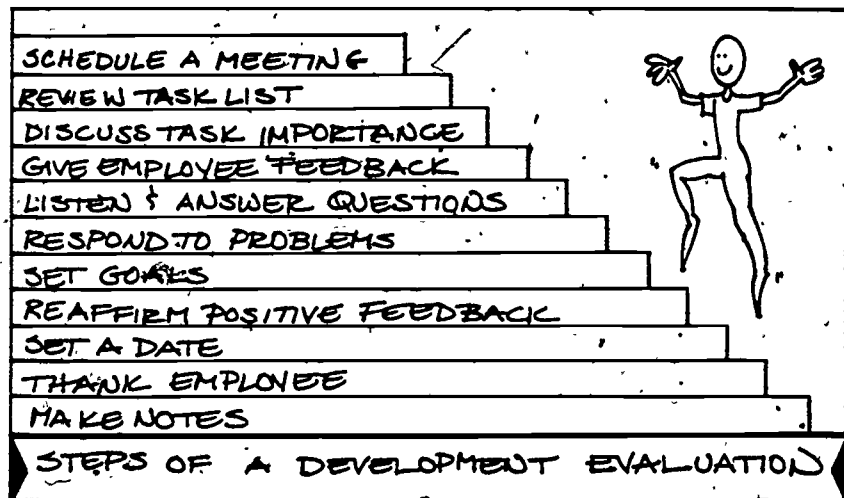 SCHEDULE A MEETING
REVIEW TASK LIST
DISCUSS TASK IMPORTANCE
GIVE EMPLOYEE FEEDBACK
LISTEN & ANSWER QUESTIONS
RESPOND TO PROBLEMS
SET GOALS
REAFFIRM POSITIVE FEEDBACK
SET A DATE
THANK EMPLOYEE
MAKE NOTES
STEPS OF A DEVELOPMENT EVALUATION